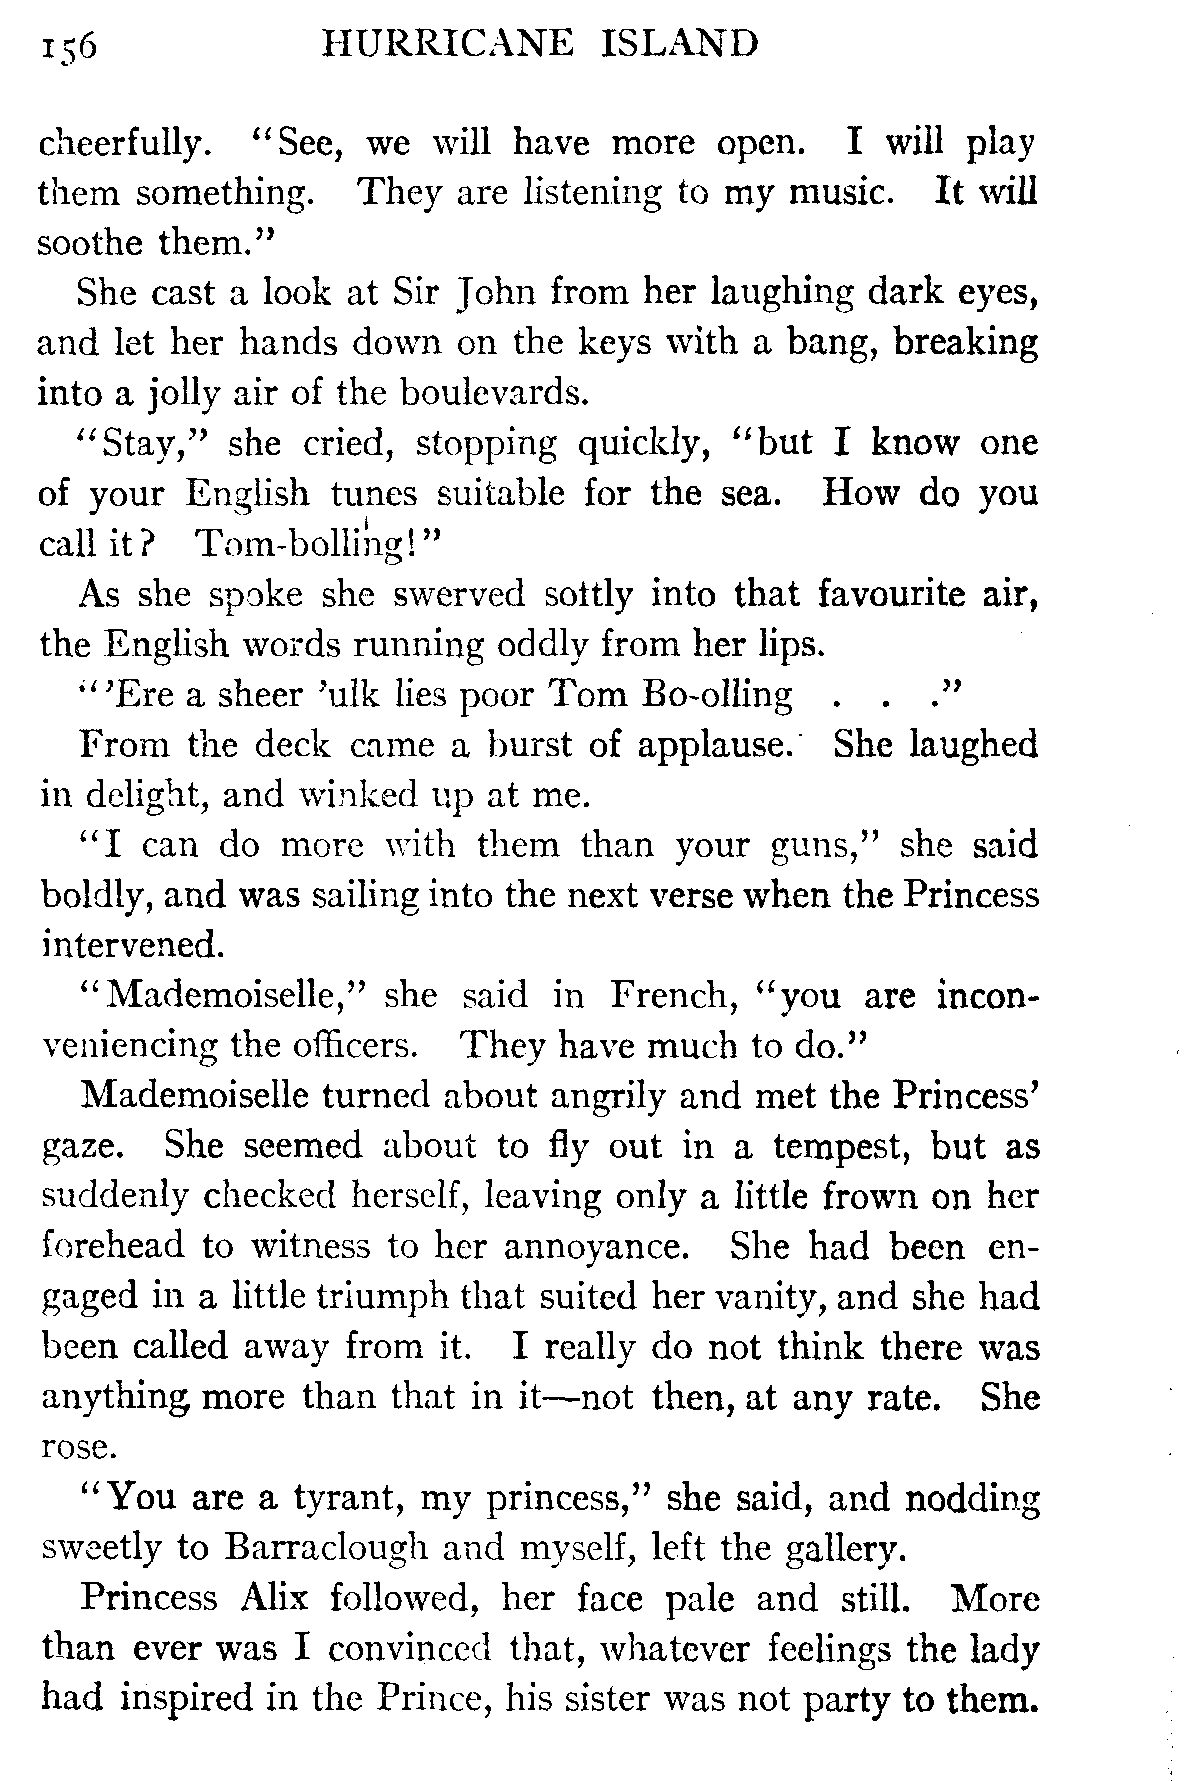 156 HURRICANE ISLAND
cheerfully. "See, we will have more open. I will play
them something. They are listening to my music. It will
soothe them."
She cast a look at Sir John from her laughing dark eyes,
and let her hands down on the keys with a bang, breaking
into a jolly air of the boulevards.
"Stay," she cried, stopping quickly, "but I know one
of your English tunes suitable for the sea. How do you
call it? Tom-bolling!"
As she spoke she swerved softly into that favourite air,
the English words running oddly from her lips.
"'Ere a sheer 'ulk lies poor Tom Bo-olling . . ."
From the deck came a burst of applause. She laughed
in delight, and winked up at me.
"I can do more with them than your guns," she said
boldly, and was sailing into the next verse when the Princess
intervened.
"Mademoiselle," she said in French, "you are incon-
veniencing the officers. They have much to do."
Mademoiselle turned about angrily and met the Princess'
gaze. She seemed about to fly out in a tempest, but as
suddenly checked herself, leaving only a little frown on her
forehead to witness to her annoyance. She had been en-
gaged in a little triumph that suited her vanity, and she had
been called away from it. I really do not think there was
anything more than that in it—not then, at any rate. She
rose.
"You are a tyrant, my princess," she said, and nodding
sweetly to Barraclough and myself, left the gallery.
Princess Alix followed, her face pale and still. More
than ever was I convinced that, whatever feelings the lady
had inspired in the Prince, his sister was not party to them.